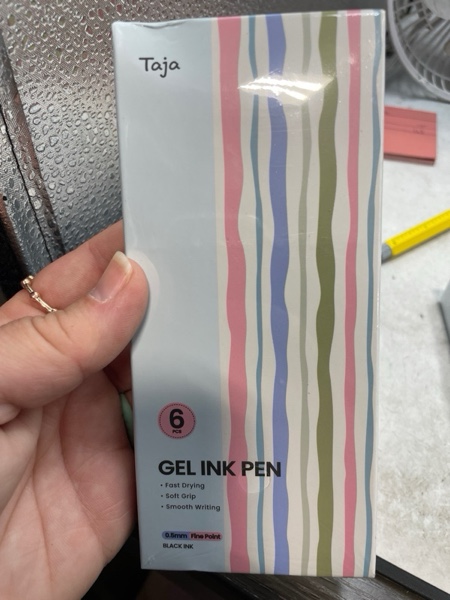 Taja
6
PCS
GEL INK PEN
• Fast Drying
• Soft Grip
• Smooth Writing
0.5mm Fine Point
BLACK INK